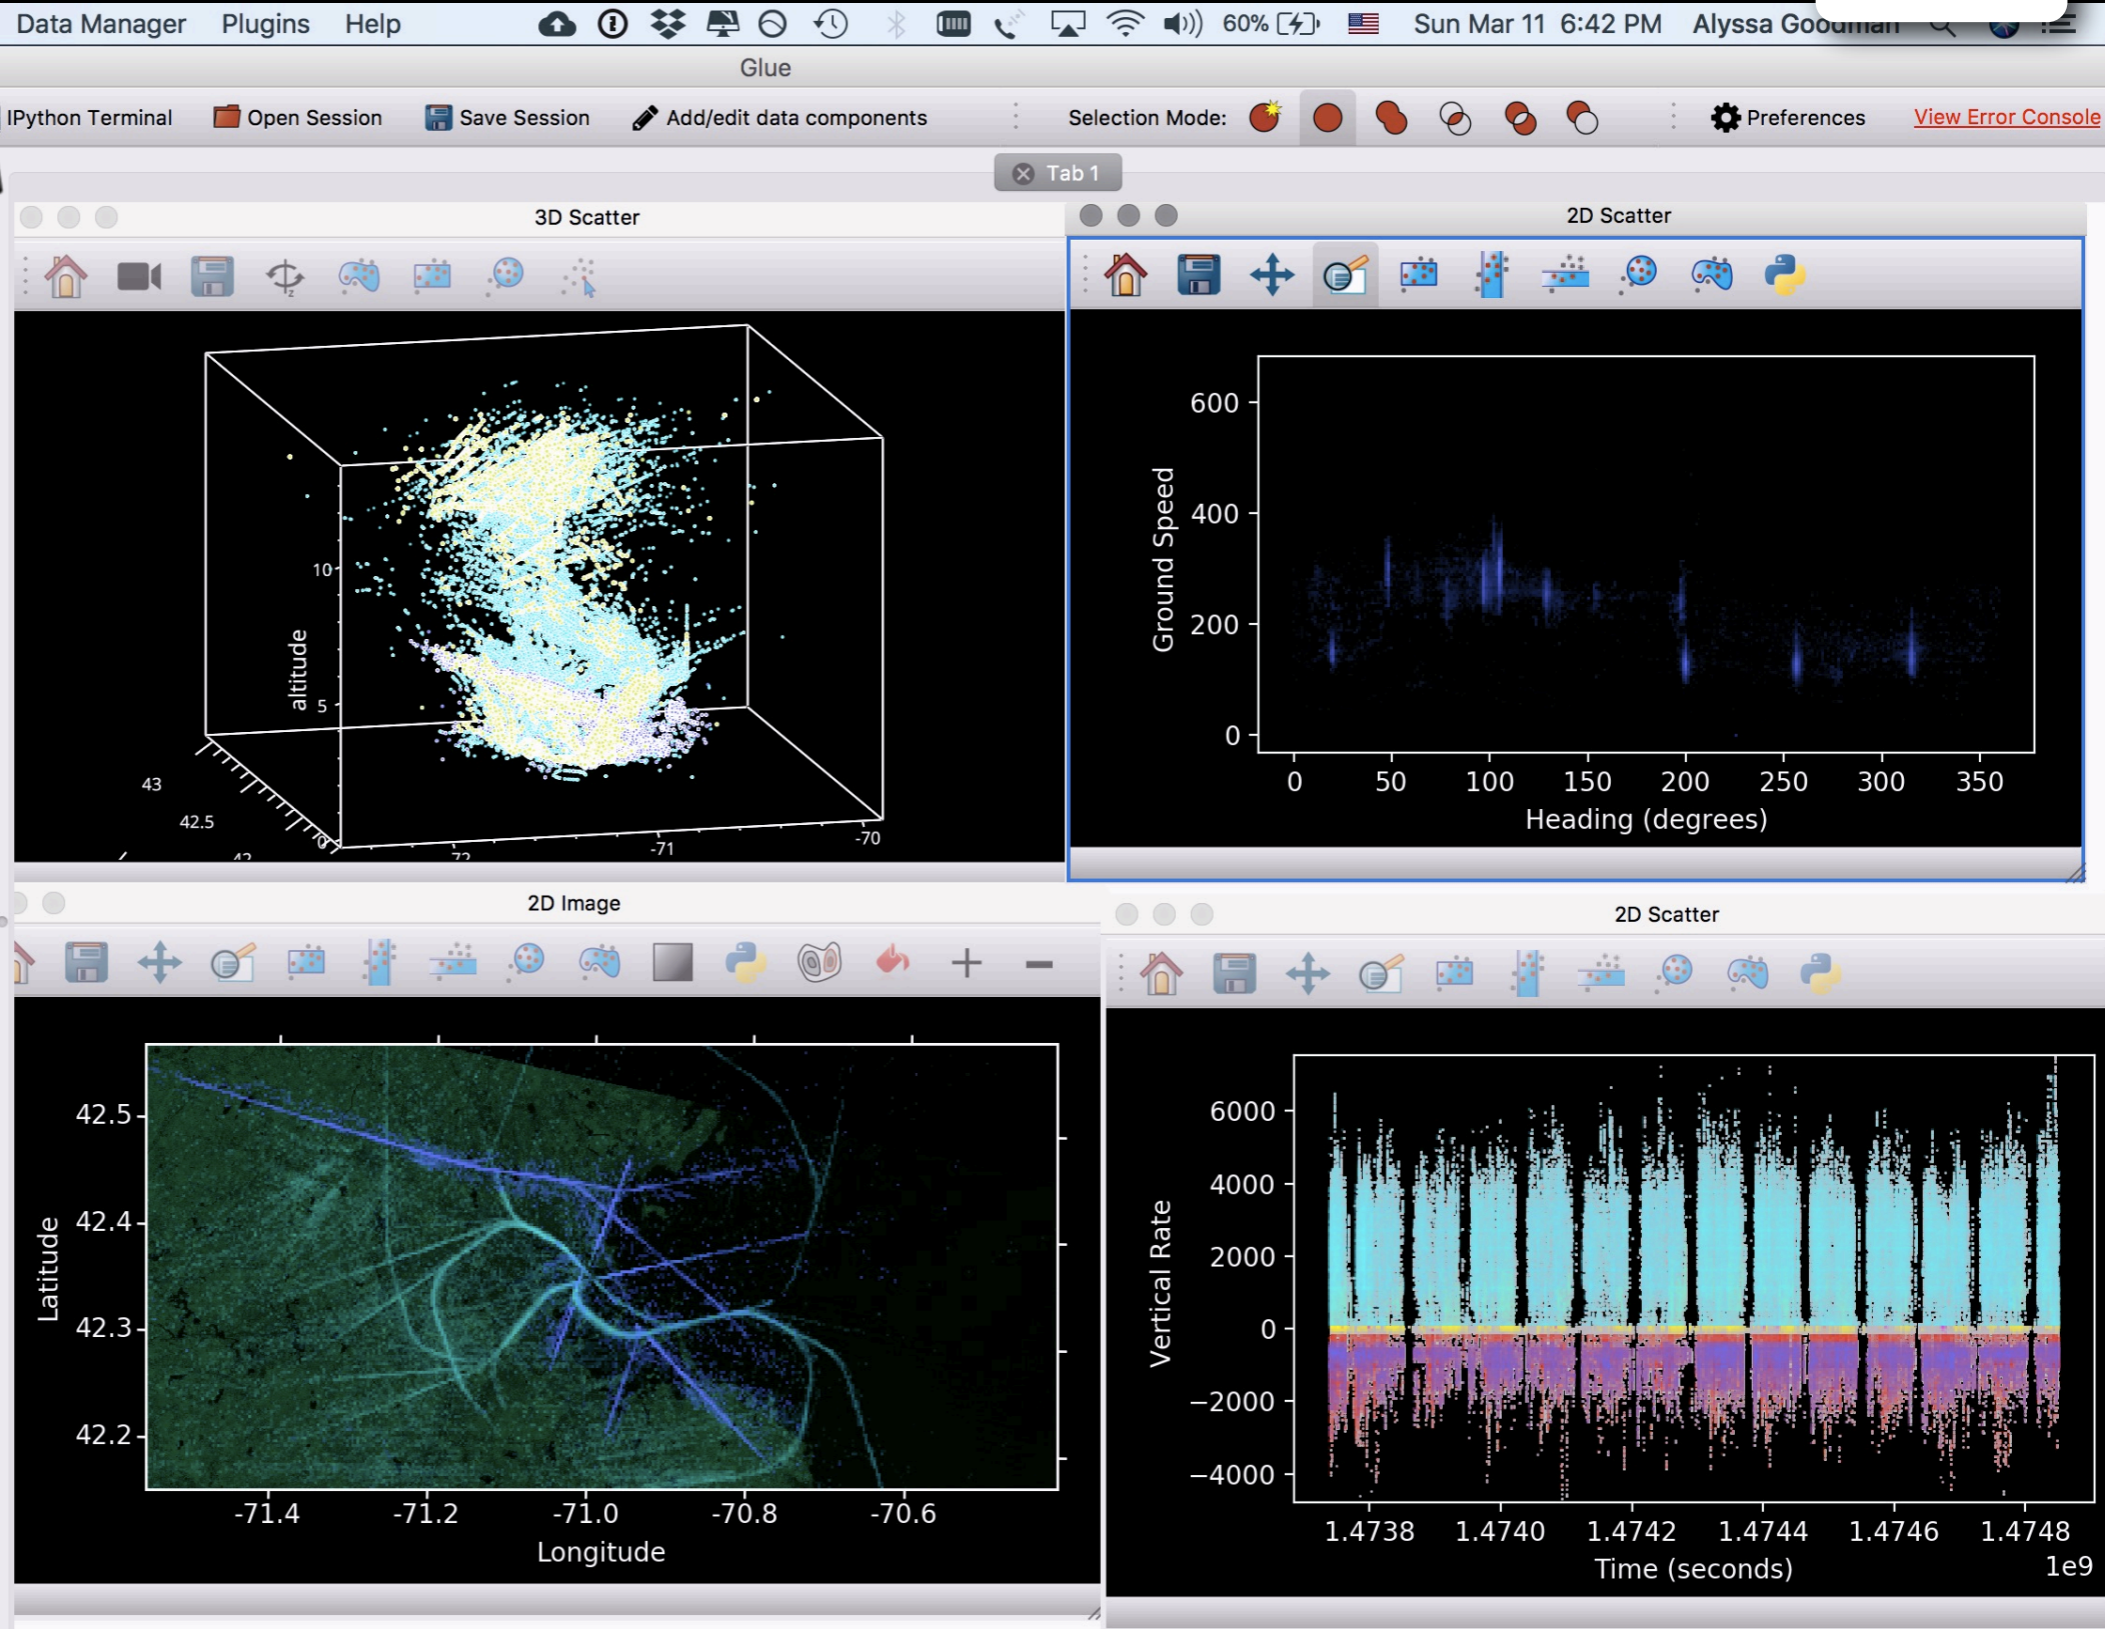 Data Manager Plugins Help 60% Sun Mar 11 6:42 PM Alyssa Goodman
Glue
IPython Terminal Open Session Save Session Add/edit data components Selection Mode: Preferences View Error Console
Tab 1
3D Scatter
altitude
10
5
0
43
42.5
42
-72
-71
-70
2D Scatter
Ground Speed
600
400
200
0
0 50 100 150 200 250 300 350
Heading (degrees)
2D Image
Latitude
42.5
42.4
42.3
42.2
-71.4 -71.2 -71.0 -70.8 -70.6
Longitude
2D Scatter
Vertical Rate
6000
4000
2000
0
−2000
−4000
1.4738 1.4740 1.4742 1.4744 1.4746 1.4748
1e9
Time (seconds)